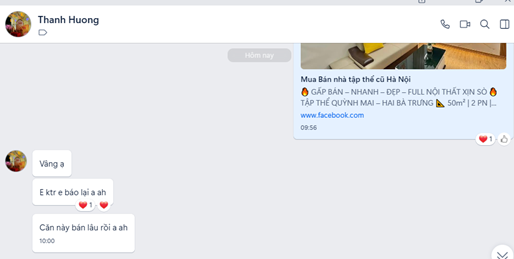 Thanh Huong
Hôm nay
Mua Bán nhà tập thể cũ Hà Nội
🔥 GẤP BÁN – NHANH – ĐẸP – FULL NỘI THẤT XỊN SÒ 🔥
TẬP THỂ QUỲNH MAI – HAI BÀ TRƯNG 📐 50m² | 2 PN |...
www.facebook.com
09:56
1
Vâng ạ
E ktr e báo lại a ah
1
Căn này bán lâu rồi a ah
10:00